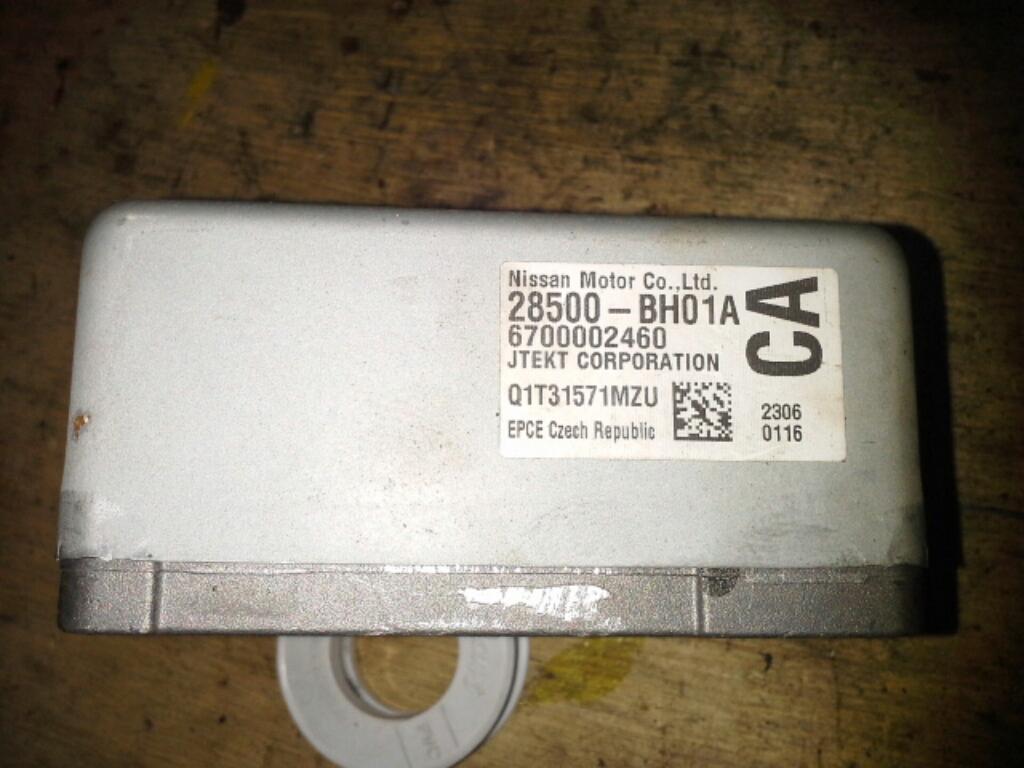 Nissan Motor Co.,Ltd.
28500-BH01A
6700002460
JTEKT CORPORATION
CA
Q1T31571MZU
2306
EPCE Czech Republic
0116